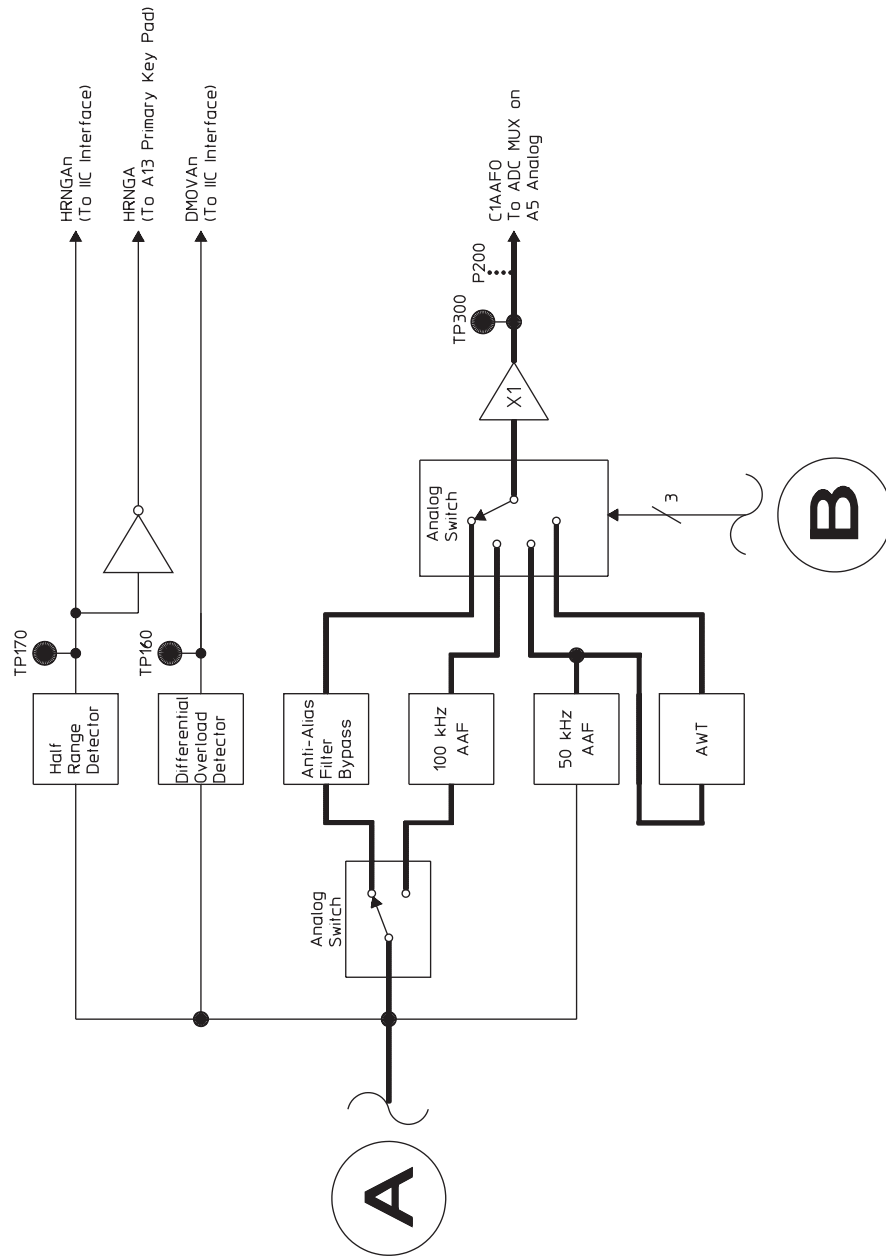 HRNGAn
(To IIC Interface)
HRNGA
(To A13 Primary Key Pad)
DMOVAn
(To IIC Interface)
TP170
TP160
Half
Range
Detector
Differential
Overload
Detector
Anti-Alias
Filter
Bypass
100 kHz
AAF
50 kHz
AAF
AWT
Analog
Switch
Analog
Switch
X1
TP300
P200
C1AAFO
To ADC MUX on
A5 Analog
3
A
B